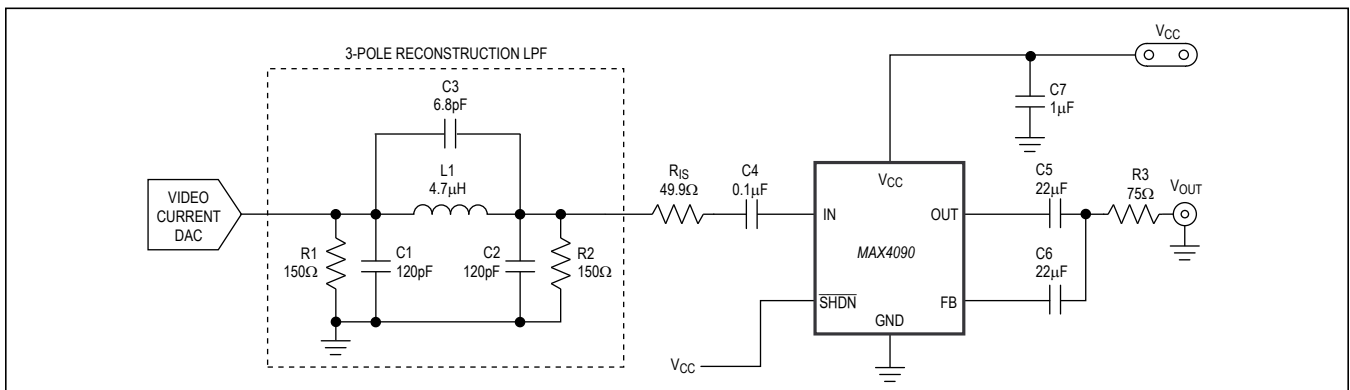 3-POLE RECONSTRUCTION LPF
VIDEO
CURRENT
DAC
C3
6.8pF
L1
4.7µH
R1
150Ω
C1
120pF
C2
120pF
R2
150Ω
RIS
49.9Ω
C4
0.1µF
VCC
C7
1µF
VCC
IN
OUT
MAX4090
SHDN
FB
GND
VCC
C5
22µF
C6
22µF
R3
75Ω
VOUT